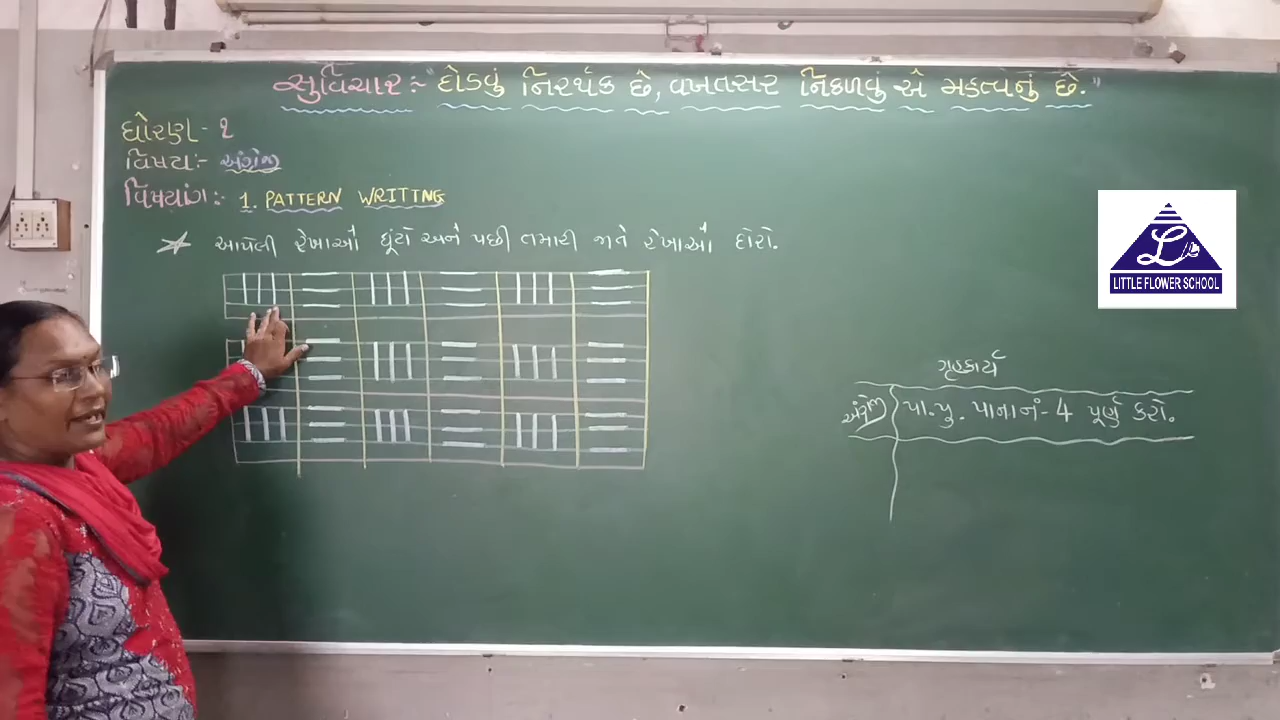 સુવિચાર:- "દોડવું નિરર્થક છે, વખતસર નિકળવું એ મહત્વનું છે."
ધોરણ - ૧
વિષય:- અંગ્રેજી
વિષયાંગ:- 1. PATTERN WRITTNG
આપેલી રેખાઓ ઘૂંટો અને પછી તમારી જાતે રેખાઓ દોરો.
L
LITTLE FLOWER SCHOOL
ગૃહકાર્ય
અંગ્રેજી પા.પુ. પાનાનં - 4 પૂર્ણ કરો.